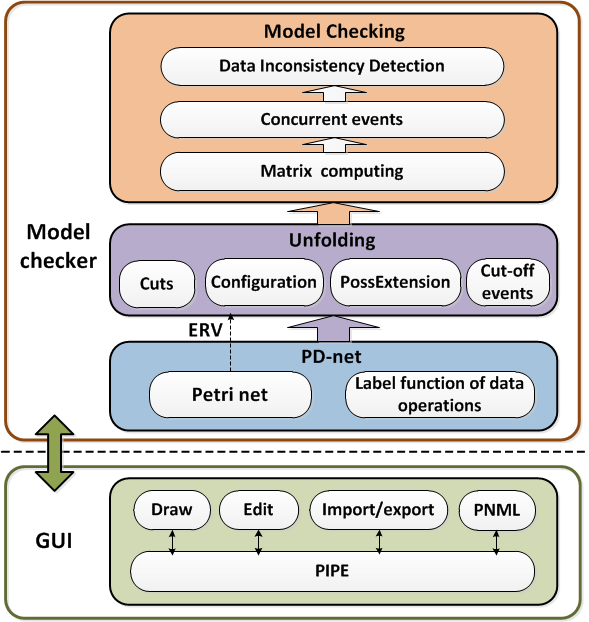 Model Checking
Data Inconsistency Detection
Concurrent events
Matrix computing
Model
checker
Unfolding
Cuts
Configuration
PossExtension
Cut-off
events
ERV
PD-net
Petri net
Label function of data
operations
GUI
Draw
Edit
Import/export
PNML
PIPE